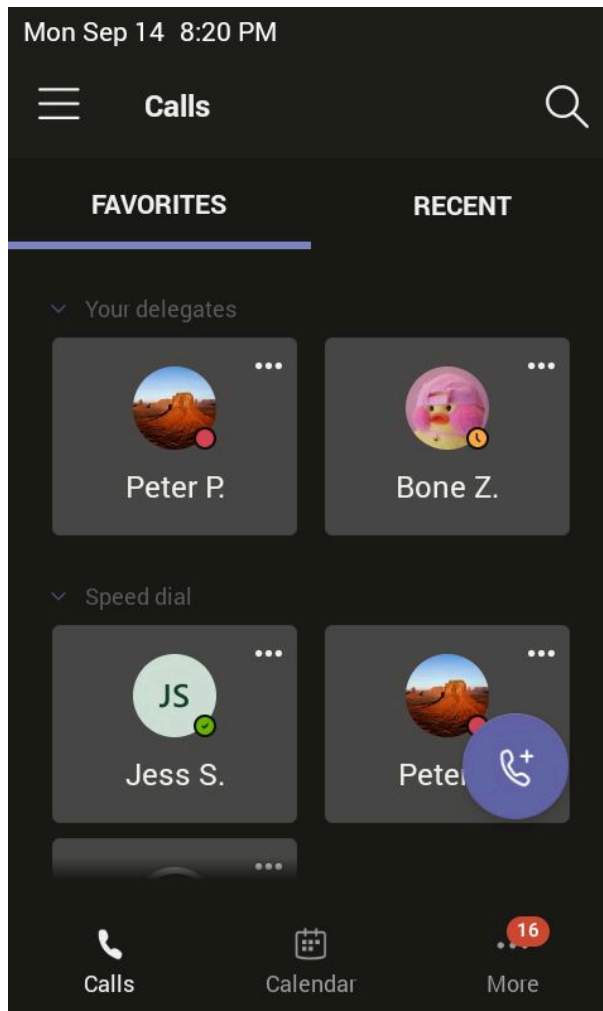 Mon Sep 14 8:20 PM
Calls
FAVORITES RECENT
Your delegates
Peter P. Bone Z.
Speed dial
JS
Jess S. Pete
16
Calls Calendar More